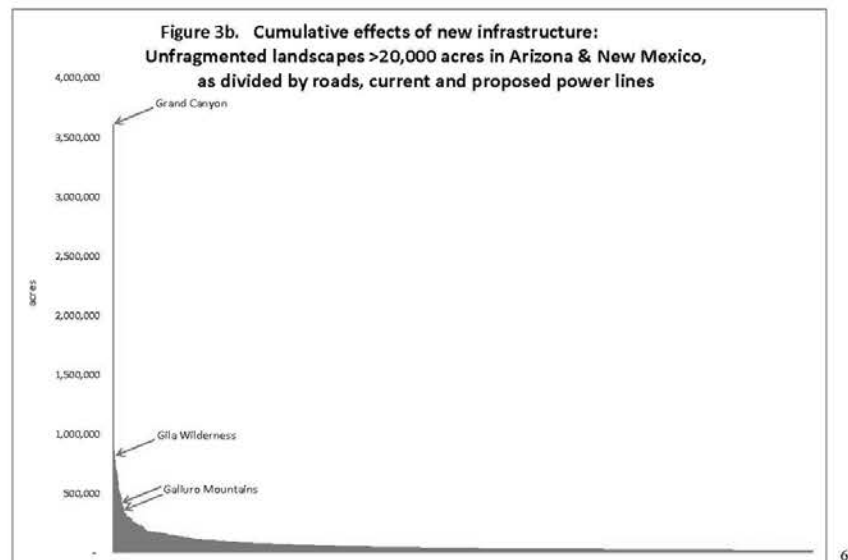 Figure 3b. Cumulative effects of new infrastructure:
Unfragmented landscapes >20,000 acres in Arizona & New Mexico,
as divided by roads, current and proposed power lines
4,000,000
Grand Canyon
3,500,000
3,000,000
2,500,000
acres
2,000,000
1,500,000
1,000,000
Gila Wilderness
Galiuro Mountains
500,000
-
6